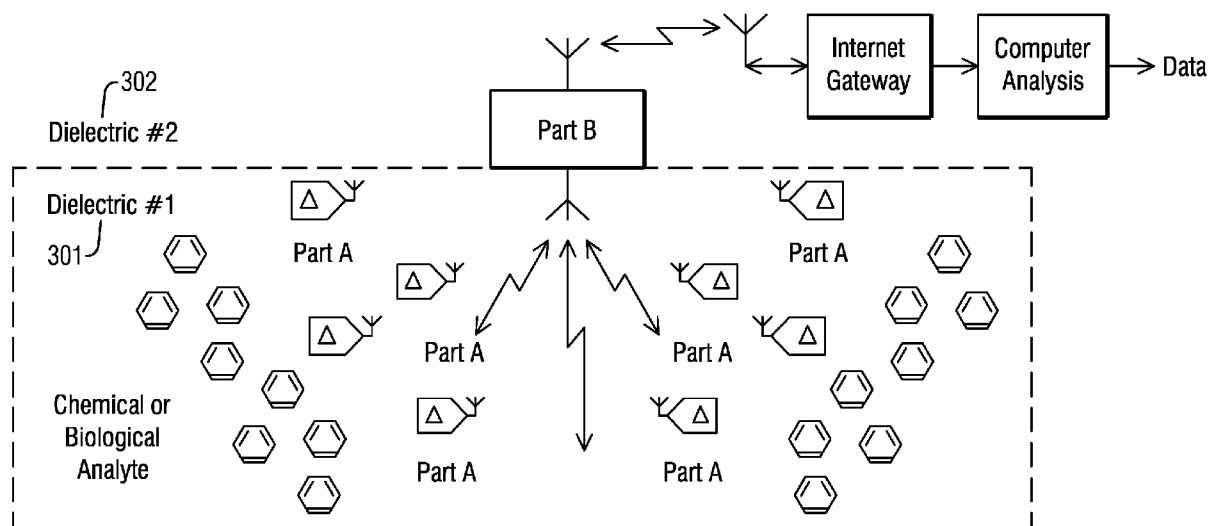 302
Dielectric #2
Part B
Internet
Gateway
Computer
Analysis
Data
Dielectric #1
301
Part A
Part A
Part A
Part A
Chemical or
Biological
Analyte
Part A
Part A